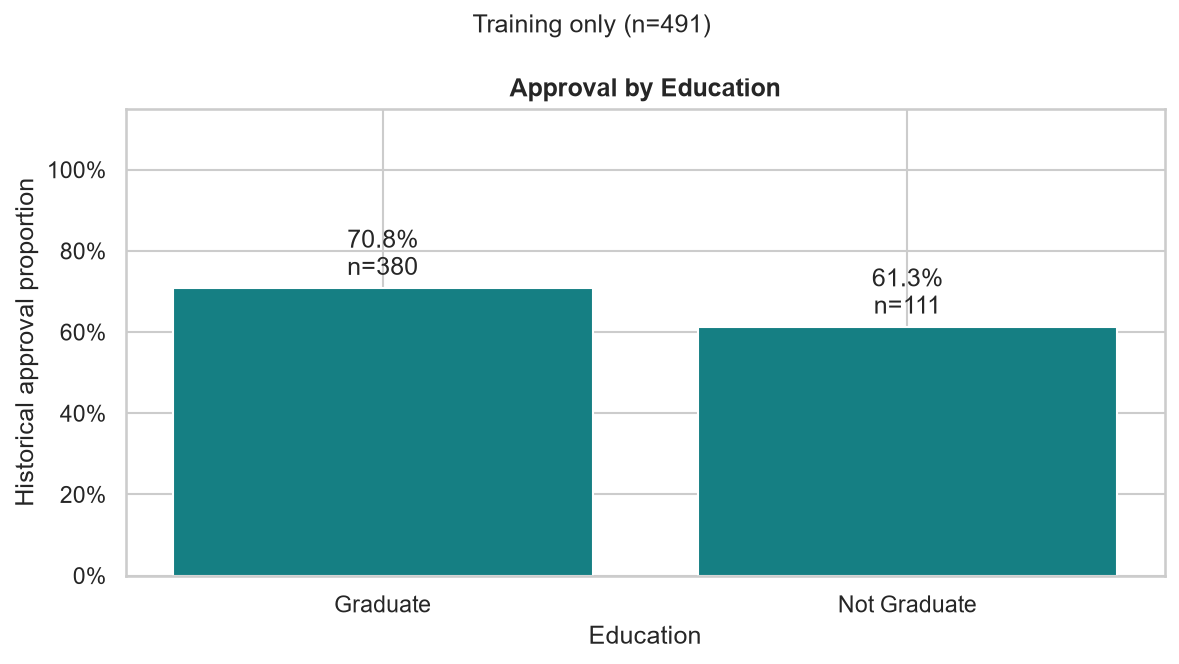 Training only (n=491)
Approval by Education
Historical approval proportion
100%
80%
60%
40%
20%
0%
70.8%
n=380
61.3%
n=111
Graduate
Not Graduate
Education